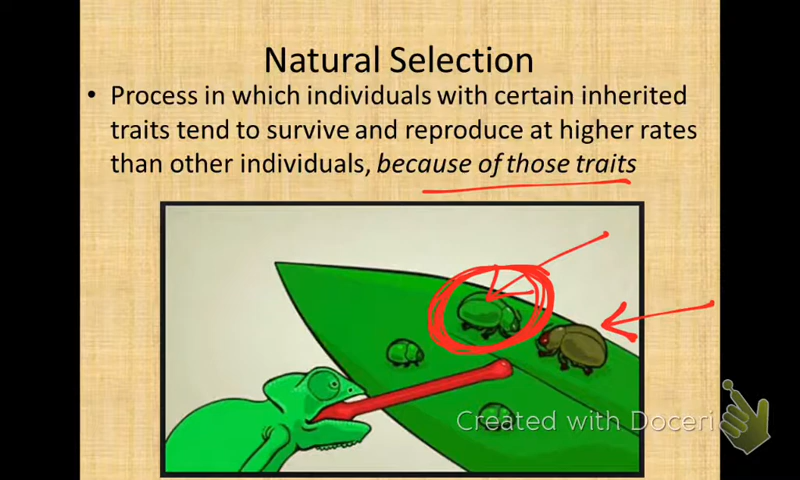 Natural Selection
• Process in which individuals with certain inherited
traits tend to survive and reproduce at higher rates
than other individuals, because of those traits
Created with Doceri